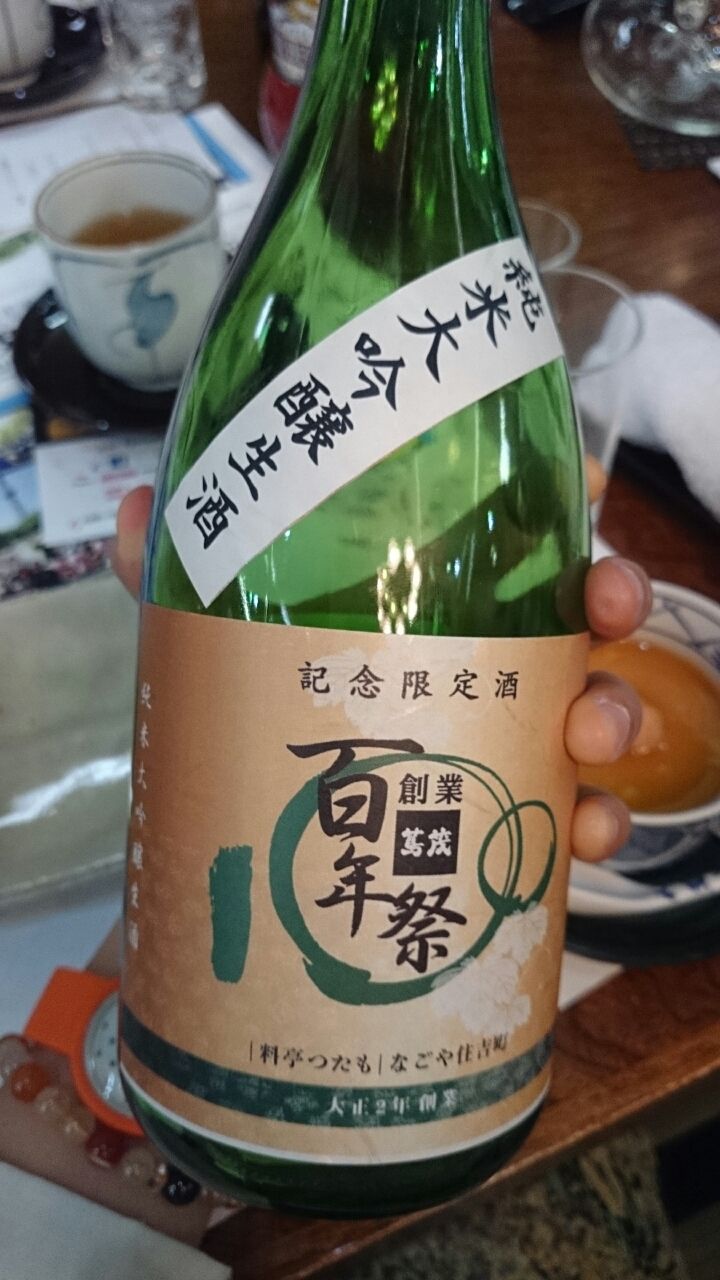 純米大吟醸生酒
記念限定酒
百年祭
創業
蔦茂
純米大吟醸生酒
|料亭つたも|なごや住吉町
大正2年創業